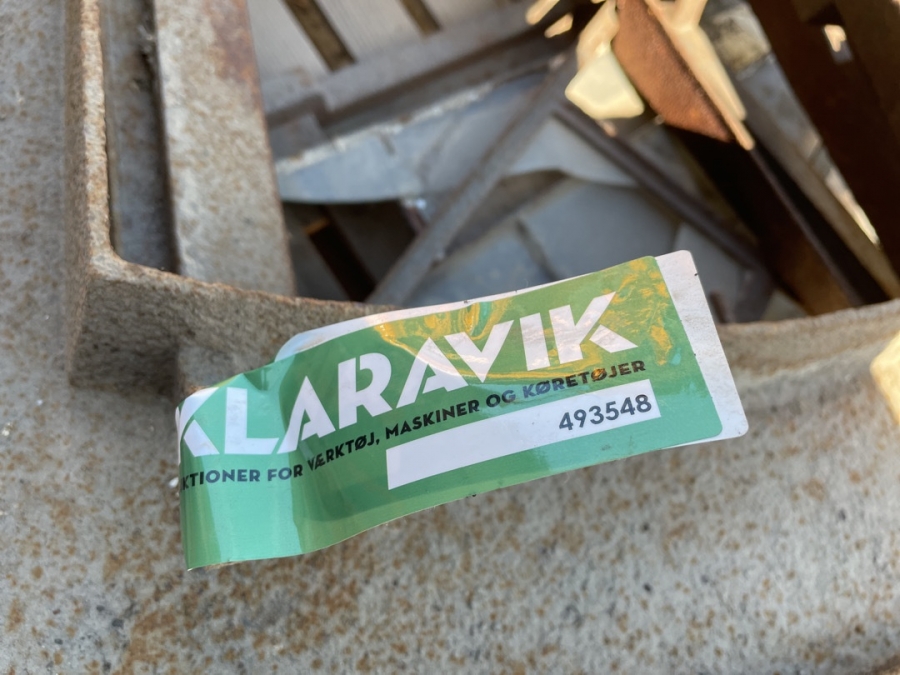 KLARAVIK
KTIONER FOR VÆRKTØJ, MASKINER OG KØRETØJER
493548